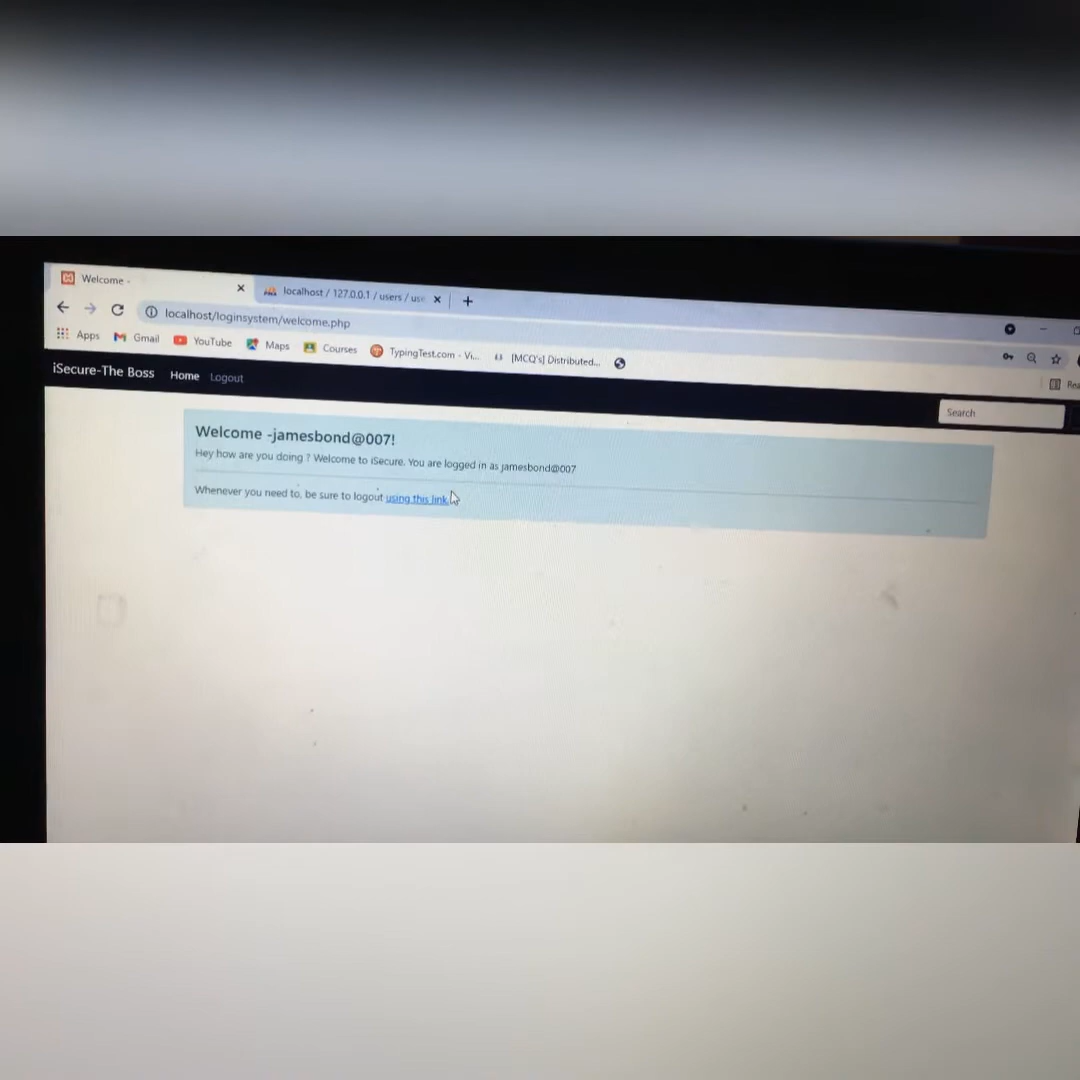 Welcome -
localhost / 127.0.0.1 / users / use
localhost/loginsystem/welcome.php
Apps
Gmail
YouTube
Maps
Courses
TypingTest.com - Vi...
[MCQ's] Distributed...
Rea
iSecure-The Boss
Home
Logout
Search
Welcome -jamesbond@007!
Hey how are you doing ? Welcome to iSecure. You are logged in as jamesbond@007
Whenever you need to, be sure to logout using this link.